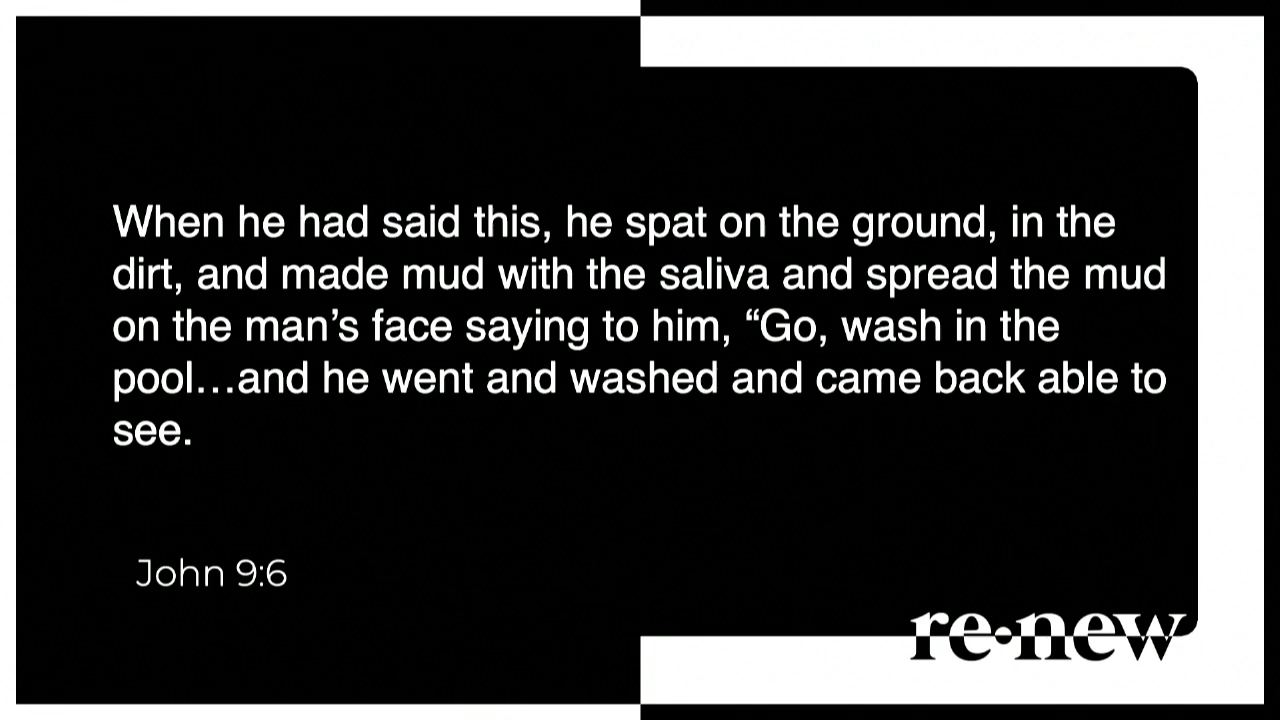 When he had said this, he spat on the ground, in the
dirt, and made mud with the saliva and spread the mud
on the man’s face saying to him, “Go, wash in the
pool…and he went and washed and came back able to
see.
John 9:6
re•new